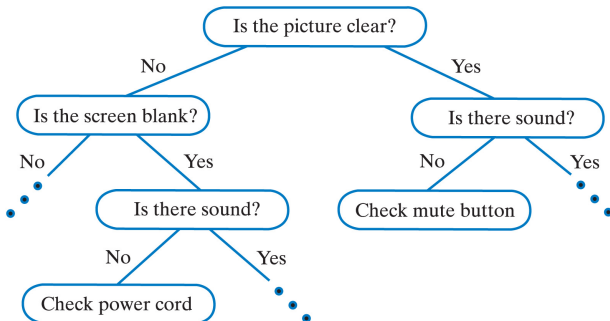 Is the picture clear?
No
Yes
Is the screen blank?
Is there sound?
No
Yes
No
Yes
Is there sound?
Check mute button
No
Yes
Check power cord